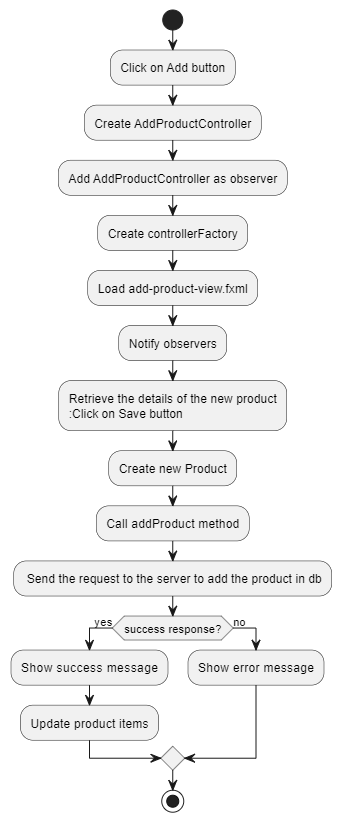 Click on Add button
Create AddProductController
Add AddProductController as observer
Create controllerFactory
Load add-product-view.fxml
Notify observers
Retrieve the details of the new product
:Click on Save button
Create new Product
Call addProduct method
Send the request to the server to add the product in db
yes
success response?
no
Show success message
Show error message
Update product items